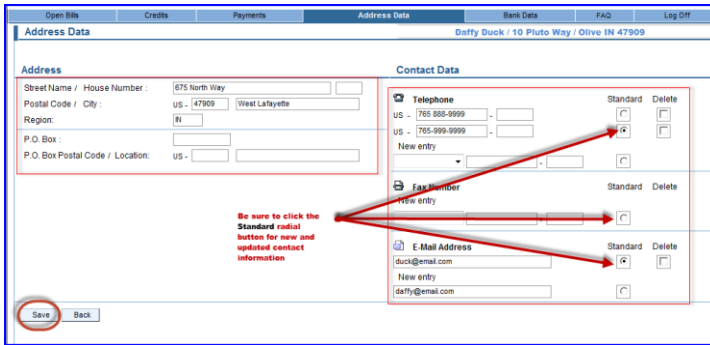 Open Bills Credits Payments Address Data Bank Data FAQ Log Off
Address Data
Daffy Duck / 10 Pluto Way / Olive IN 47909
Address
Street Name / House Number : 675 North Way
Postal Code / City : US - 47909 West Lafayette
Region: IN
P.O. Box :
P.O. Box Postal Code / Location: US -
Contact Data
Telephone Standard Delete
US - 765 888-9999 -
US - 765-999-9999 -
New entry
-
Fax Number Standard Delete
New entry
-
E-Mail Address Standard Delete
duck@email.com
New entry
daffy@email.com
Be sure to click the
Standard radial
button for new and
updated contact
information
Save Back